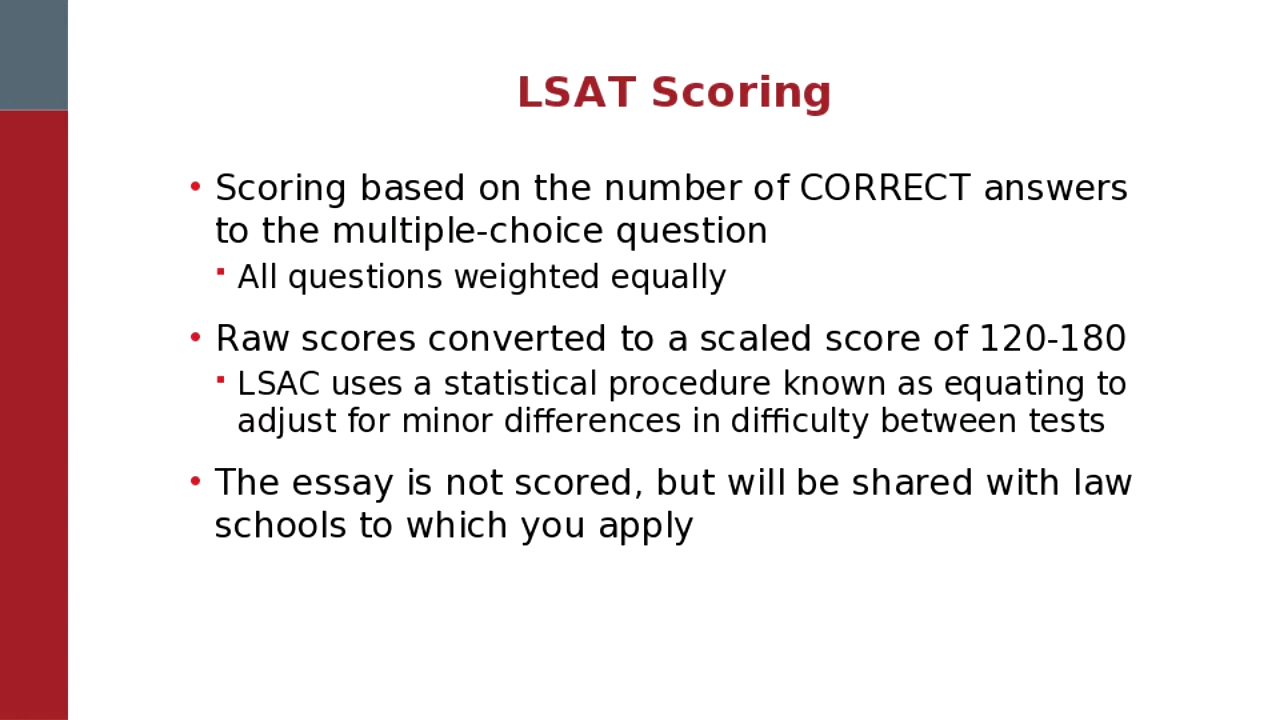 LSAT Scoring
• Scoring based on the number of CORRECT answers
to the multiple-choice question
▪ All questions weighted equally
• Raw scores converted to a scaled score of 120-180
▪ LSAC uses a statistical procedure known as equating to
adjust for minor differences in difficulty between tests
• The essay is not scored, but will be shared with law
schools to which you apply